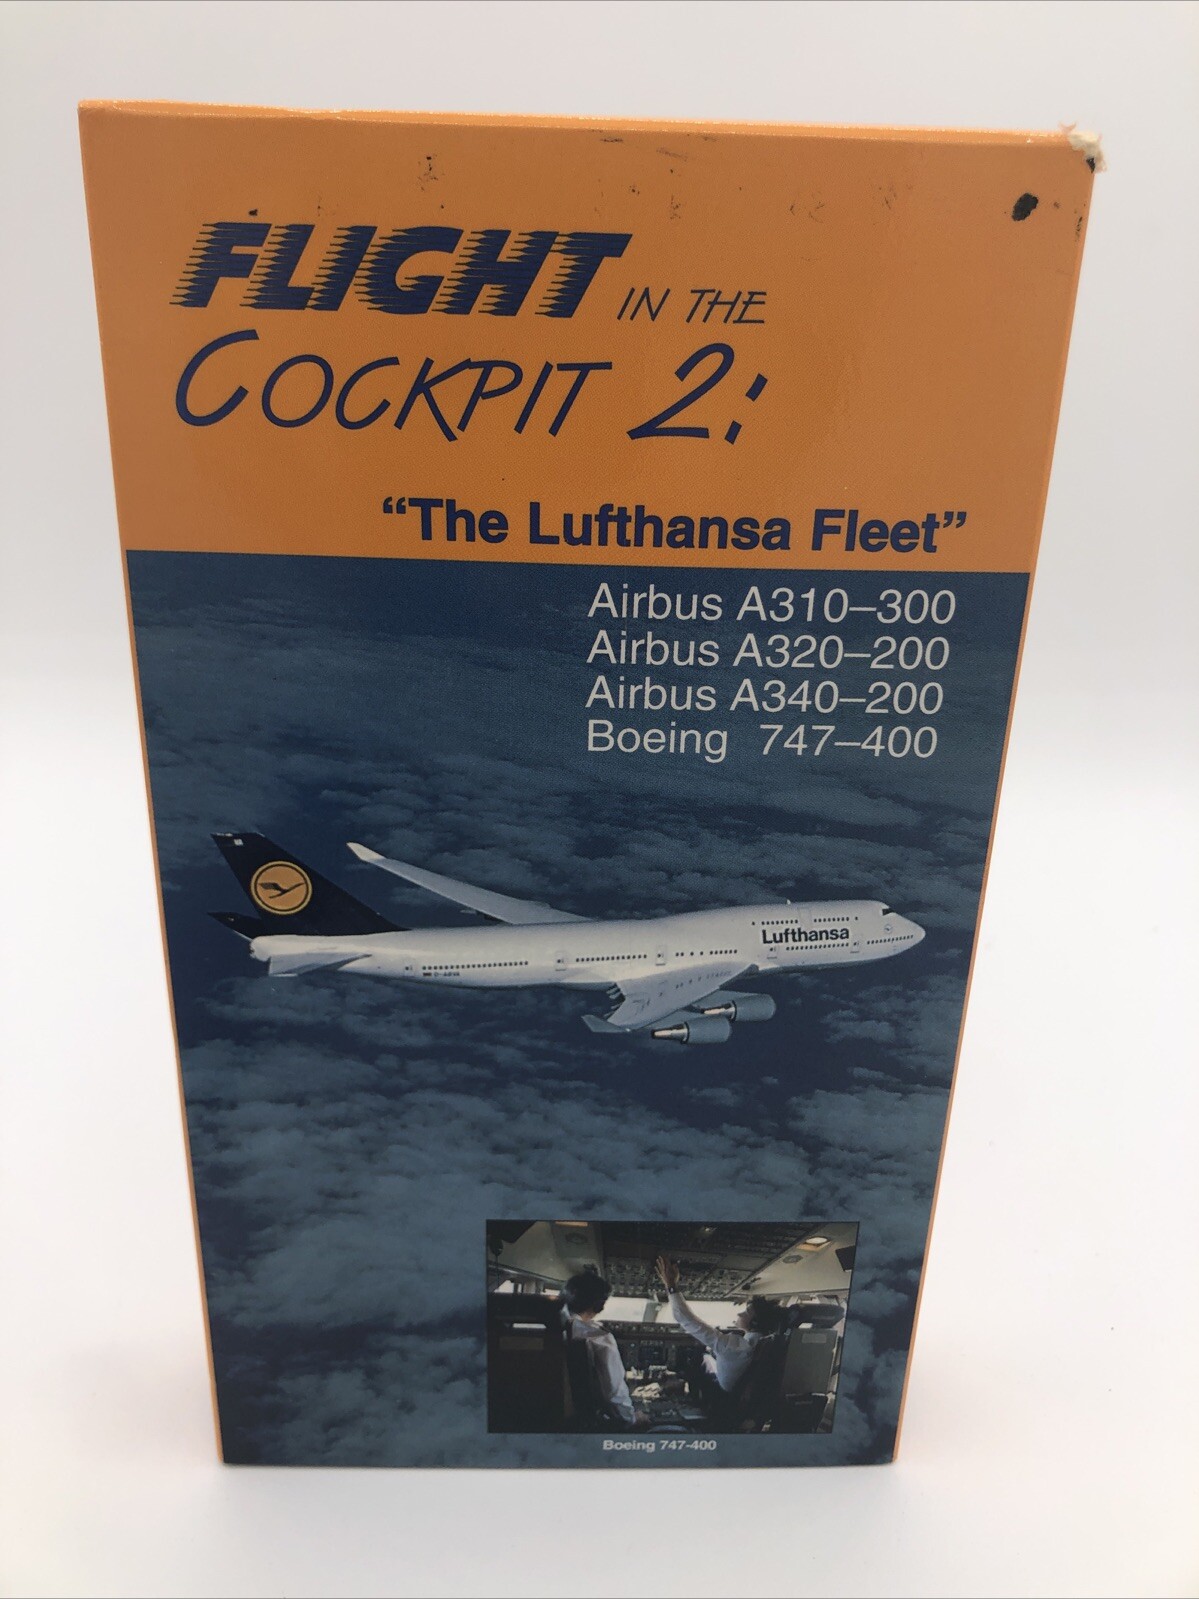 FLIGHT IN THE
COCKPIT 2:
“The Lufthansa Fleet”
Airbus A310–300
Airbus A320–200
Airbus A340–200
Boeing 747–400
Lufthansa
Boeing 747-400